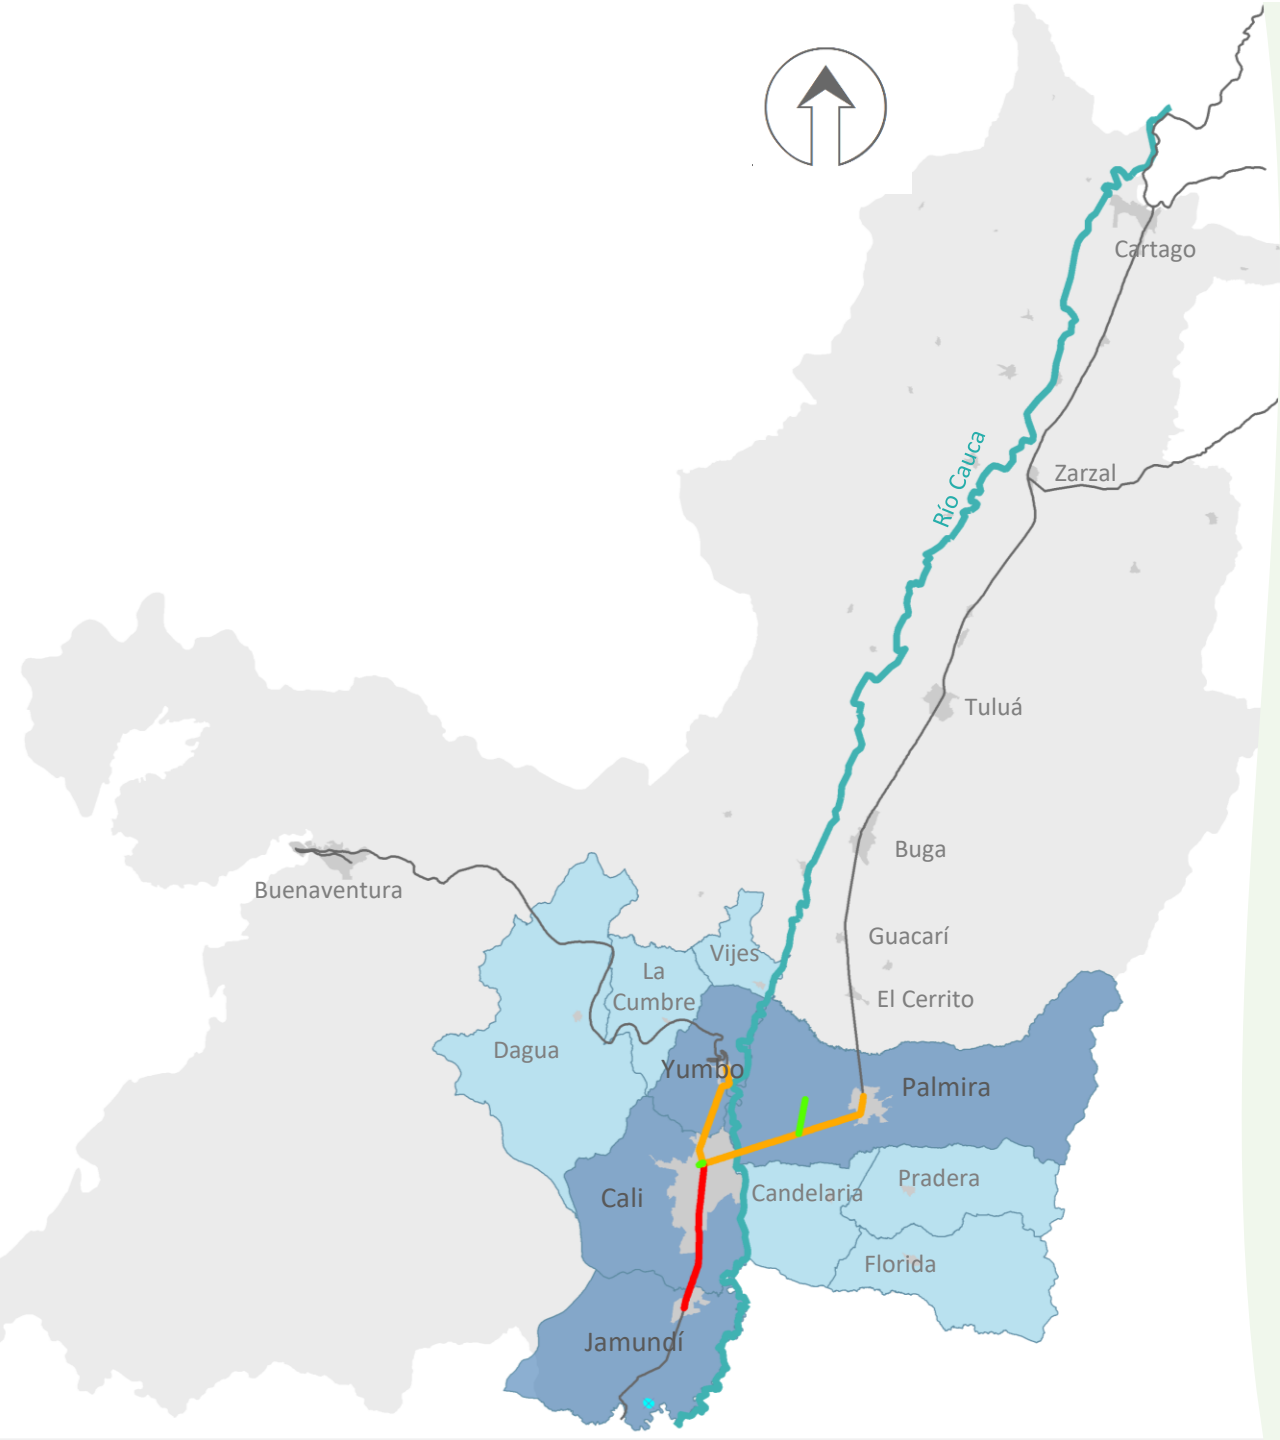 Cartago
Zarzal
Río Cauca
Tuluá
Buga
Buenaventura
Guacarí
Vijes
La
Cumbre
El Cerrito
Dagua
Yumbo
Palmira
Pradera
Candelaria
Cali
Florida
Jamundí